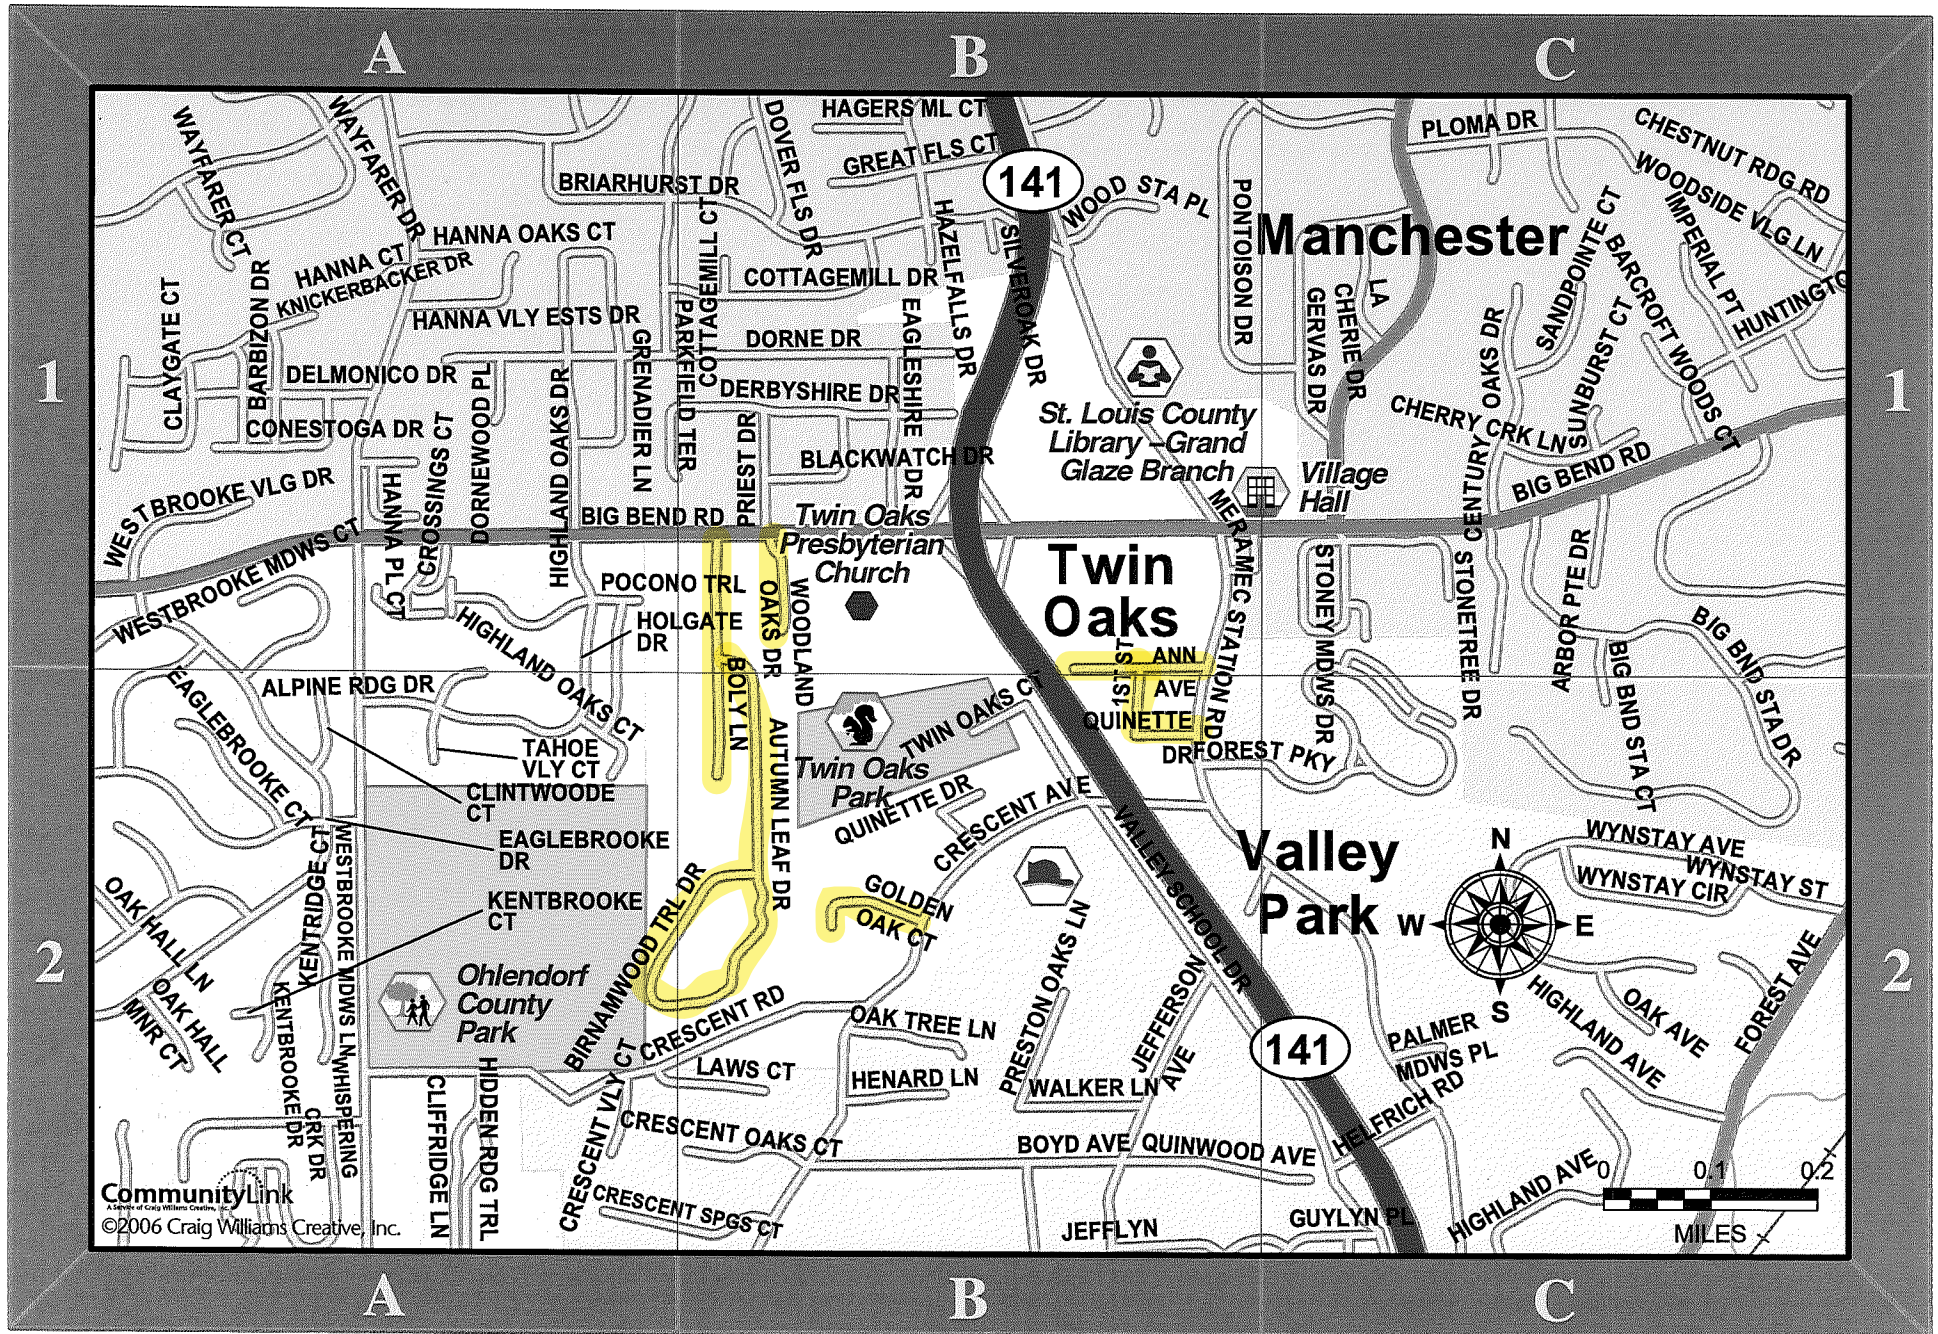 A
B
C
WAYFARER CT
WAYFARER DR
DOVER FLS DR
HAGERS ML CT
GREAT FLS CT
141
WOOD STA PL
PLOMA DR
CHESTNUT RDG RD
WOODSIDE VLG LN
BRIARHURST DR
PONTOISON DR
Manchester
HANNA OAKS CT
HANNA CT
KNICKERBACKER DR
COTTAGEMILL CT
HAZELFALLS DR
SILVEROAK DR
SANDPOINTE CT
BARCROFT WOODS CT
IMPERIAL PT
HUNTINGTO
COTTAGEMILL DR
CLAYGATE CT
BARBIZON DR
HANNA VLY ESTS DR
PARKFIELD TER
GRENADIER LN
DORNE DR
EAGLESHIRE DR
GERVAS DR
LA
CHERIE DR
OAKS DR
SUNBURST CT
1
1
DELMONICO DR
DORNEWOOD PL
HIGHLAND OAKS DR
DERBYSHIRE DR
St. Louis County
Library –Grand
Glaze Branch
CHERRY CRK LN
CONESTOGA DR
CROSSINGS CT
PRIEST DR
BLACKWATCH DR
Village
Hall
CENTURY
BIG BEND RD
WESTBROOKE VLG DR
HANNA PL CT
BIG BEND RD
Twin Oaks
Presbyterian
Church
MERAMEC STATION RD
WESTBROOKE MDWS CT
POCONO TRL
HOLGATE
DR
OAKS DR
WOODLAND
Twin
Oaks
STONEY MDWS DR
STONETREE DR
ARBOR PTE DR
BIG BND STA CT
BIG BND STA DR
HIGHLAND OAKS CT
BOLY LN
1ST ST
ANN
AVE
QUINETTE
DR
FOREST PKY
EAGLEBROOKE CT
ALPINE RDG DR
TAHOE
VLY CT
CLINTWOODE
CT
EAGLEBROOKE
DR
KENTBROOKE
CT
TWIN OAKS CT
Twin Oaks
Park
QUINETTE DR
AUTUMN LEAF DR
CRESCENT AVE
VALLEY SCHOOL DR
Valley
Park
N
W
E
S
WYNSTAY AVE
WYNSTAY ST
WYNSTAY CIR
GOLDEN
OAK CT
OAK HALL LN
OAK HALL
MNR CT
KENTRIDGE CT
KENTBROOKE DR
WESTBROOKE MDWS LN
WHISPERING
CRK DR
2
2
Ohlendorf
County
Park
BIRNAMWOOD TRL DR
CRESCENT RD
PRESTON OAKS LN
JEFFERSON
AVE
FOREST AVE
OAK AVE
HIGHLAND AVE
OAK TREE LN
HENARD LN
WALKER LN
LAWS CT
141
PALMER
MDWS PL
HELFRICH RD
CLIFFRIDGE LN
HIDDEN RDG TRL
CRESCENT VLY CT
CRESCENT OAKS CT
BOYD AVE
QUINWOOD AVE
CRESCENT SPGS CT
JEFFLYN
GUYLYN PL
HIGHLAND AVE
0
0.1
0.2
MILES
CommunityLink
A Service of Craig Williams Creative, Inc.
©2006 Craig Williams Creative, Inc.
A
B
C